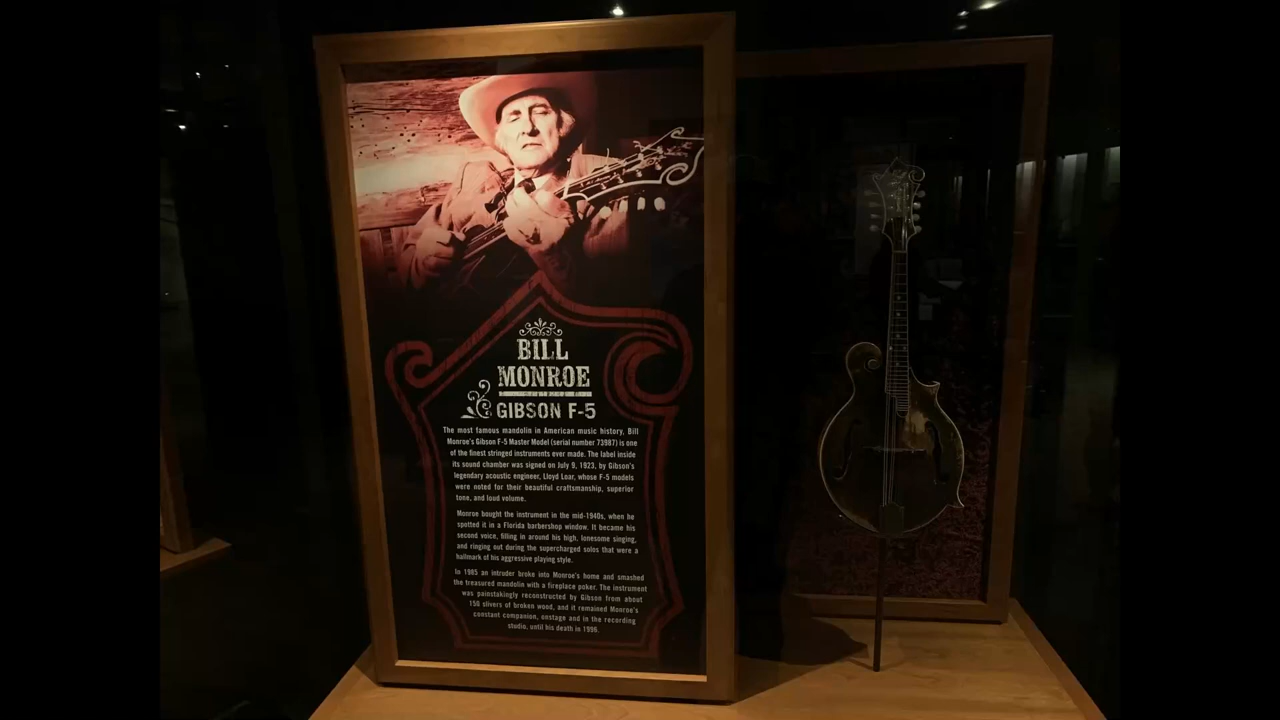 BILL
MONROE
GIBSON F-5
The most famous mandolin in American music history, Bill
Monroe's Gibson F-5 Master Model (serial number 73987) is one
of the finest stringed instruments ever made. The label inside
its sound chamber was signed on July 9, 1923, by Gibson's
legendary acoustic engineer, Lloyd Loar, whose F-5 models
were noted for their beautiful craftsmanship, superior
tone, and loud volume.
Monroe bought the instrument in the mid-1940s, when he
spotted it in a Florida barbershop window. It became his
second voice, filling in around his high, lonesome singing,
and ringing out during the supercharged solos that were a
hallmark of his aggressive playing style.
In 1985 an intruder broke into Monroe's home and smashed
the treasured mandolin with a fireplace poker. The instrument
was painstakingly reconstructed by Gibson from about
150 slivers of broken wood, and it remained Monroe's
constant companion, onstage and in the recording
studio, until his death in 1996.